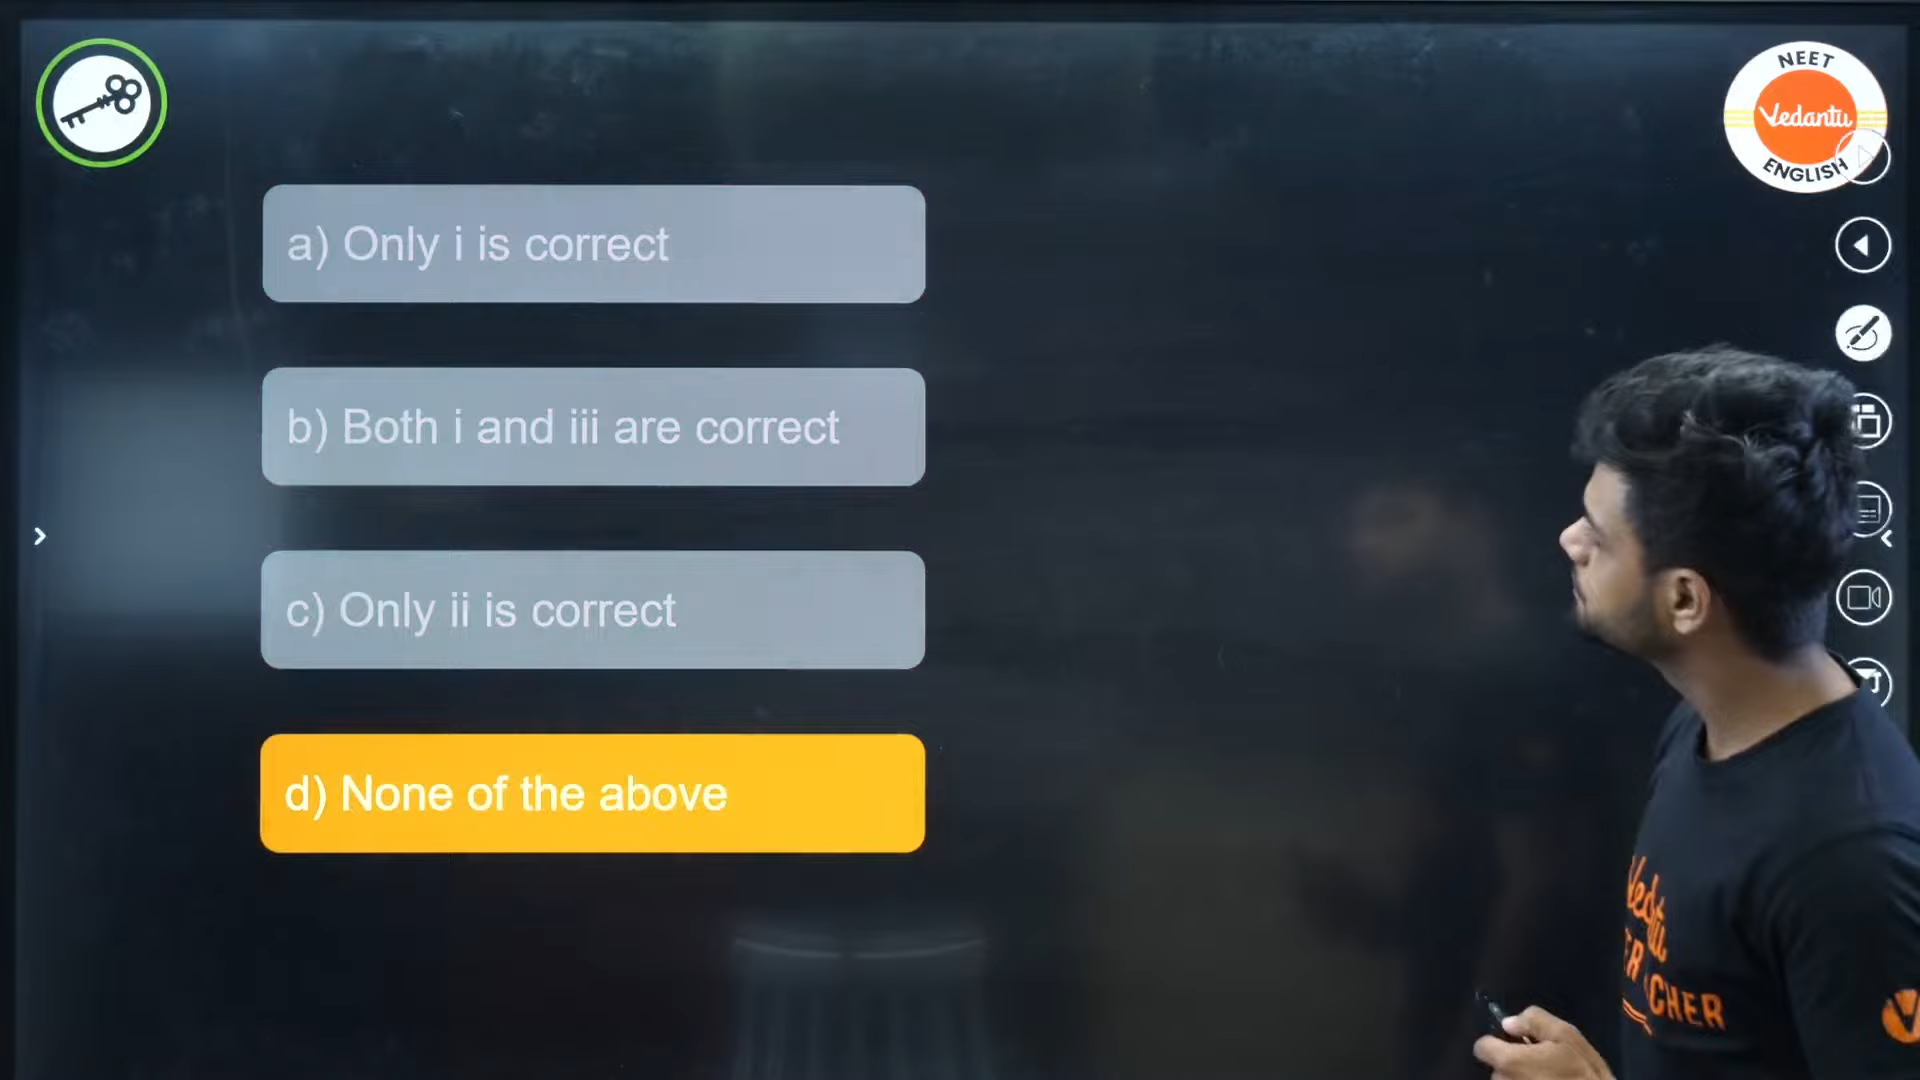 NEET
Vedantu
ENGLISH
a) Only i is correct
b) Both i and iii are correct
c) Only ii is correct
d) None of the above